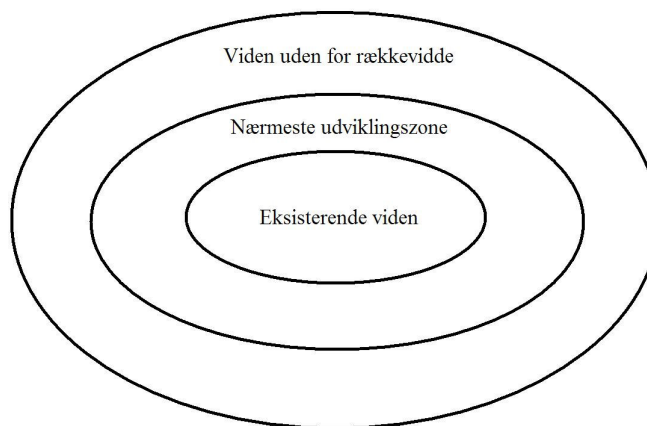 Viden uden for rækkevidde
Nærmeste udviklingszone
Eksisterende viden